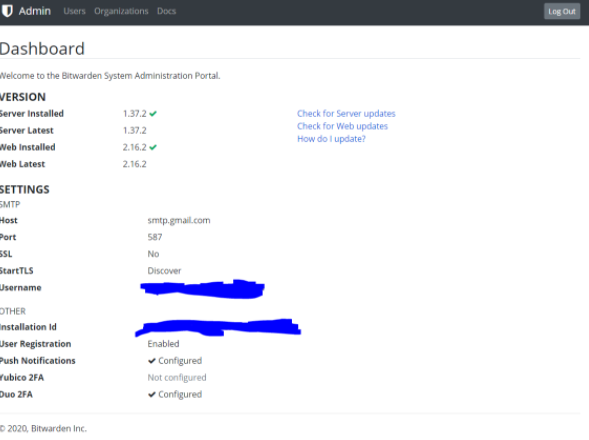 Admin Users Organizations Docs Log Out
Dashboard
Welcome to the Bitwarden System Administration Portal.
VERSION
Server Installed 1.37.2 Check for Server updates
Server Latest 1.37.2 Check for Web updates
Web Installed 2.16.2 How do I update?
Web Latest 2.16.2
SETTINGS
SMTP
Host smtp.gmail.com
Port 587
SSL No
StartTLS Discover
Username
OTHER
Installation Id
User Registration Enabled
Push Notifications Configured
Yubico 2FA Not configured
Duo 2FA Configured
© 2020, Bitwarden Inc.